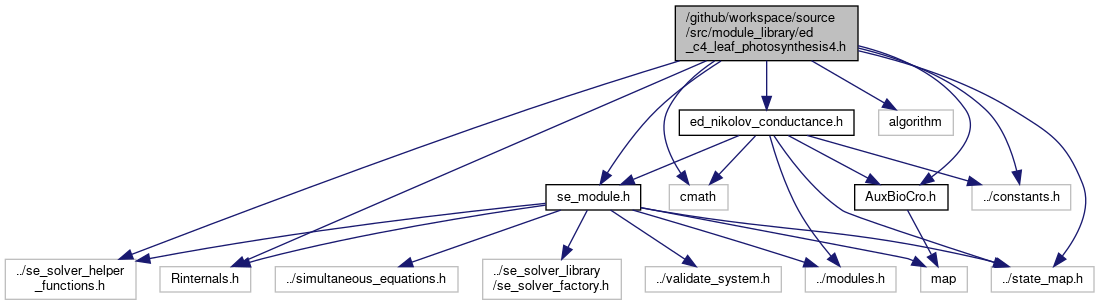 /github/workspace/source
/src/module_library/ed
_c4_leaf_photosynthesis4.h
ed_nikolov_conductance.h
algorithm
se_module.h
cmath
AuxBioCro.h
../constants.h
../se_solver_helper
_functions.h
Rinternals.h
../simultaneous_equations.h
../se_solver_library
/se_solver_factory.h
../validate_system.h
../modules.h
map
../state_map.h